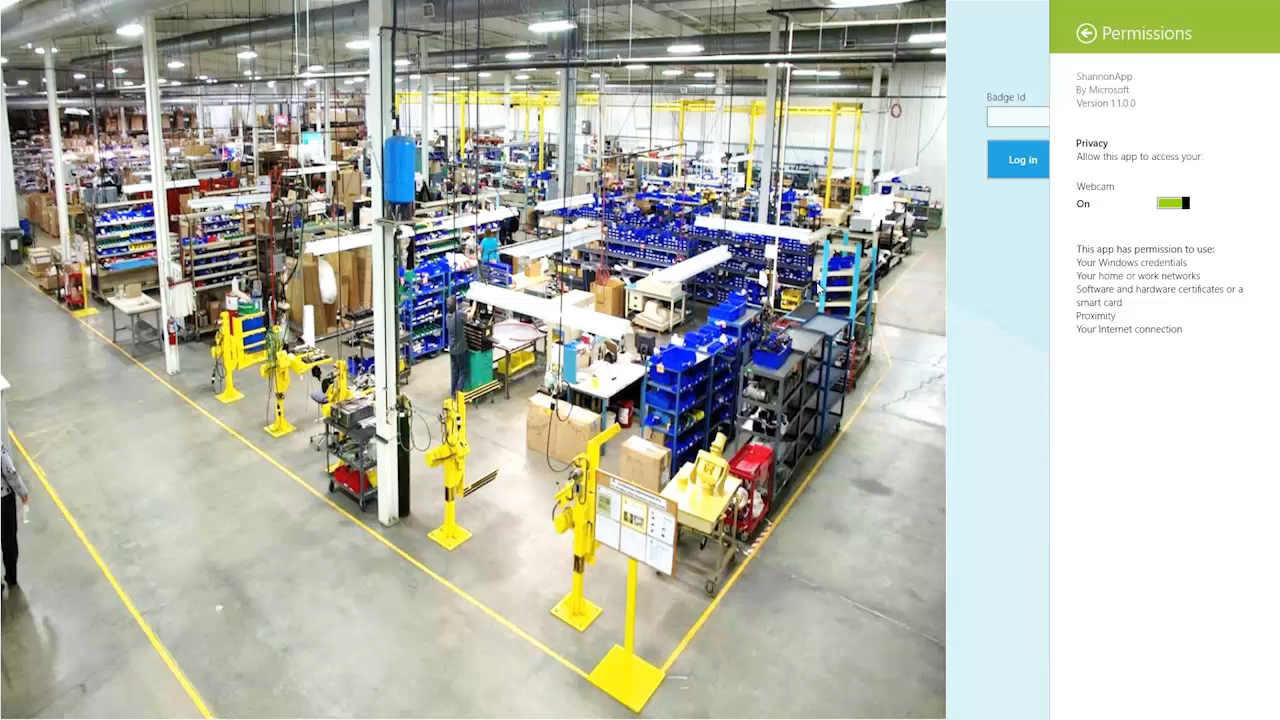 Permissions
ShannonApp
By Microsoft
Version 1.1.0.0
Privacy
Allow this app to access your:
Webcam
On
This app has permission to use:
Your Windows credentials
Your home or work networks
Software and hardware certificates or a
smart card
Proximity
Your Internet connection
Badge Id
Log in